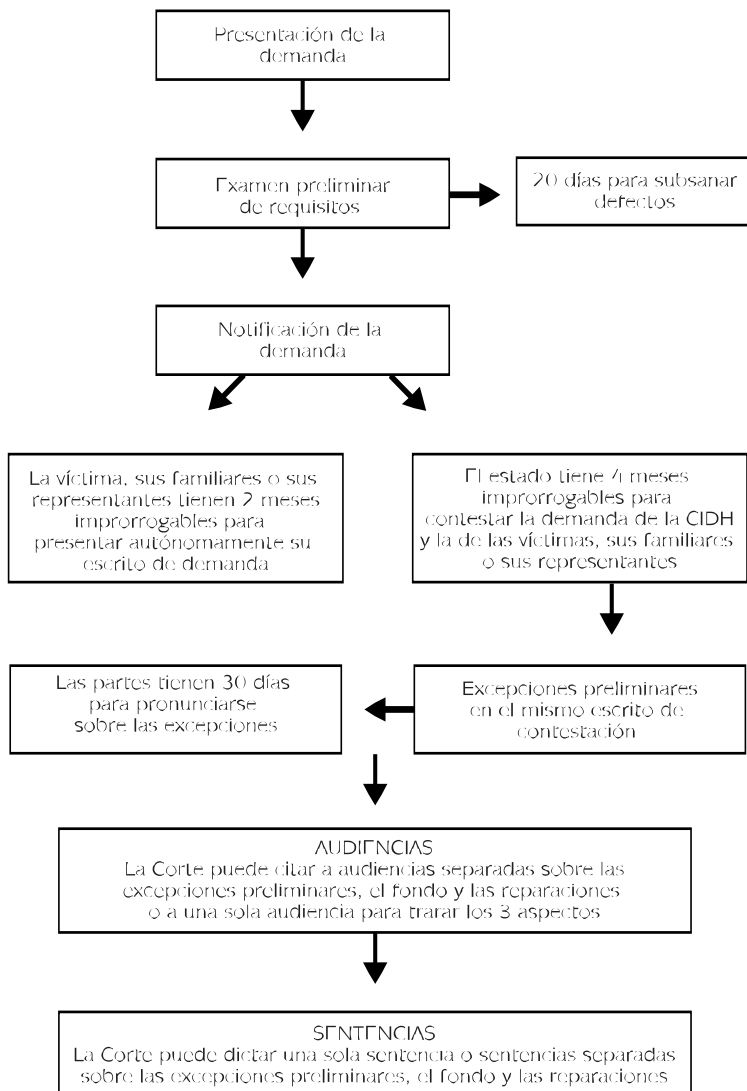 Presentación de la
demanda
Examen preliminar
de requisitos
20 días para subsanar
defectos
Notificación de la
demanda
La víctima, sus familiares o sus
representantes tienen 2 meses
improrrogables para
presentar autónomamente su
escrito de demanda
El estado tiene 4 meses
improrrogables para
contestar la demanda de la CIDH
y la de las víctimas, sus familiares
o sus representantes
Las partes tienen 30 días
para pronunciarse
sobre las excepciones
Excepciones preliminares
en el mismo escrito de
contestación
AUDIENCIAS
La Corte puede citar a audiencias separadas sobre las
excepciones preliminares, el fondo y las reparaciones
o a una sola audiencia para trarar los 3 aspectos
SENTENCIAS
La Corte puede dictar una sola sentencia o sentencias separadas
sobre las excepciones preliminares, el fondo y las reparaciones